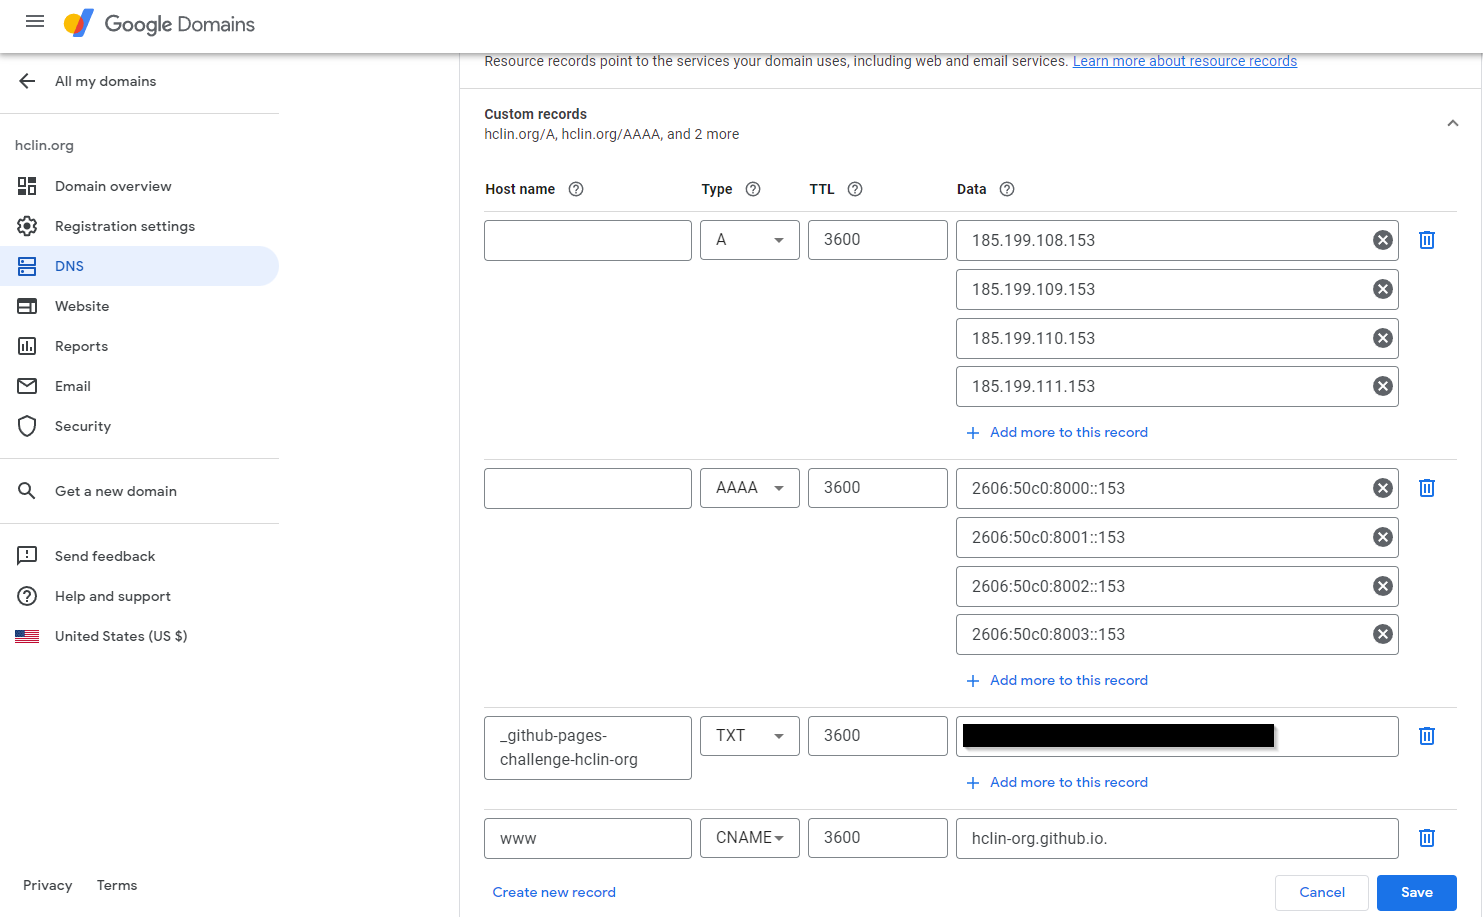 Google Domains
All my domains
hclin.org
Domain overview
Registration settings
DNS
Website
Reports
Email
Security
Get a new domain
Send feedback
Help and support
United States (US $)
Privacy Terms
Resource records point to the services your domain uses, including web and email services. Learn more about resource records
Custom records
hclin.org/A, hclin.org/AAAA, and 2 more
Host name Type TTL Data
A 3600 185.199.108.153
185.199.109.153
185.199.110.153
185.199.111.153
Add more to this record
AAAA 3600 2606:50c0:8000::153
2606:50c0:8001::153
2606:50c0:8002::153
2606:50c0:8003::153
Add more to this record
_github-pages-
challenge-hclin-org
TXT 3600
Add more to this record
www CNAME 3600 hclin-org.github.io.
Create new record
Cancel Save